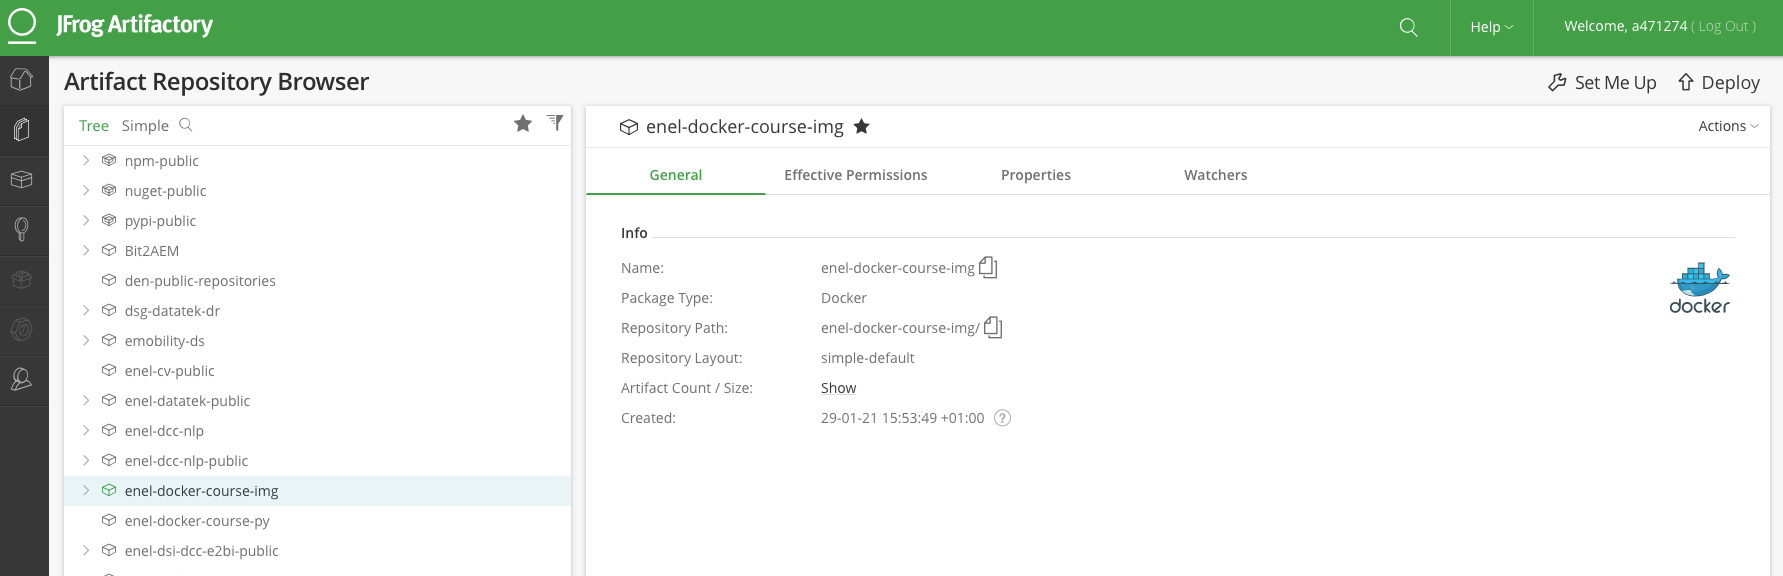 JFrog Artifactory
Help
Welcome, a471274 ( Log Out )
Artifact Repository Browser
Set Me Up
Deploy
Tree Simple
npm-public
nuget-public
pypi-public
Bit2AEM
den-public-repositories
dsg-datatek-dr
emobility-ds
enel-cv-public
enel-datatek-public
enel-dcc-nlp
enel-dcc-nlp-public
enel-docker-course-img
enel-docker-course-py
enel-dsi-dcc-e2bi-public
enel-docker-course-img
Actions
General Effective Permissions Properties Watchers
Info
Name: enel-docker-course-img
Package Type: Docker
Repository Path: enel-docker-course-img/
Repository Layout: simple-default
Artifact Count / Size: Show
Created: 29-01-21 15:53:49 +01:00 ?
docker